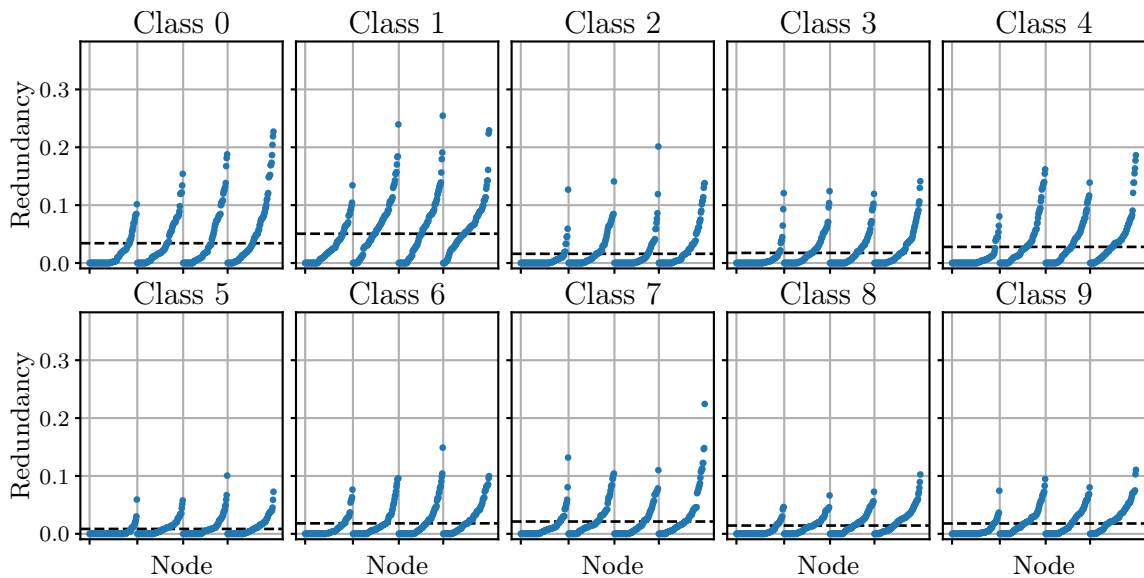 Class 0 Class 1 Class 2 Class 3 Class 4
Redundancy
0.3
0.2
0.1
0.0
Class 5 Class 6 Class 7 Class 8 Class 9
Redundancy
0.3
0.2
0.1
0.0
Node Node Node Node Node